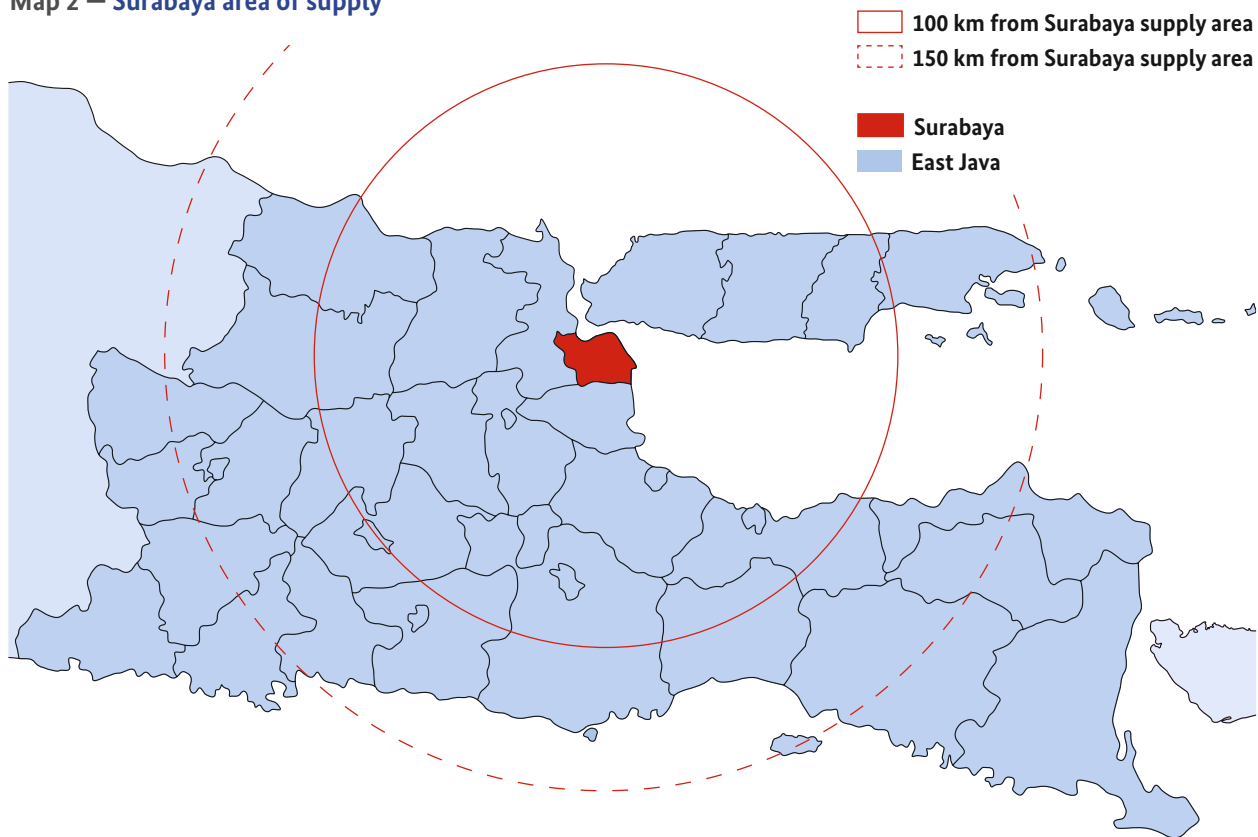 Map 2 — Surabaya area of supply
100 km from Surabaya supply area
150 km from Surabaya supply area
Surabaya
East Java